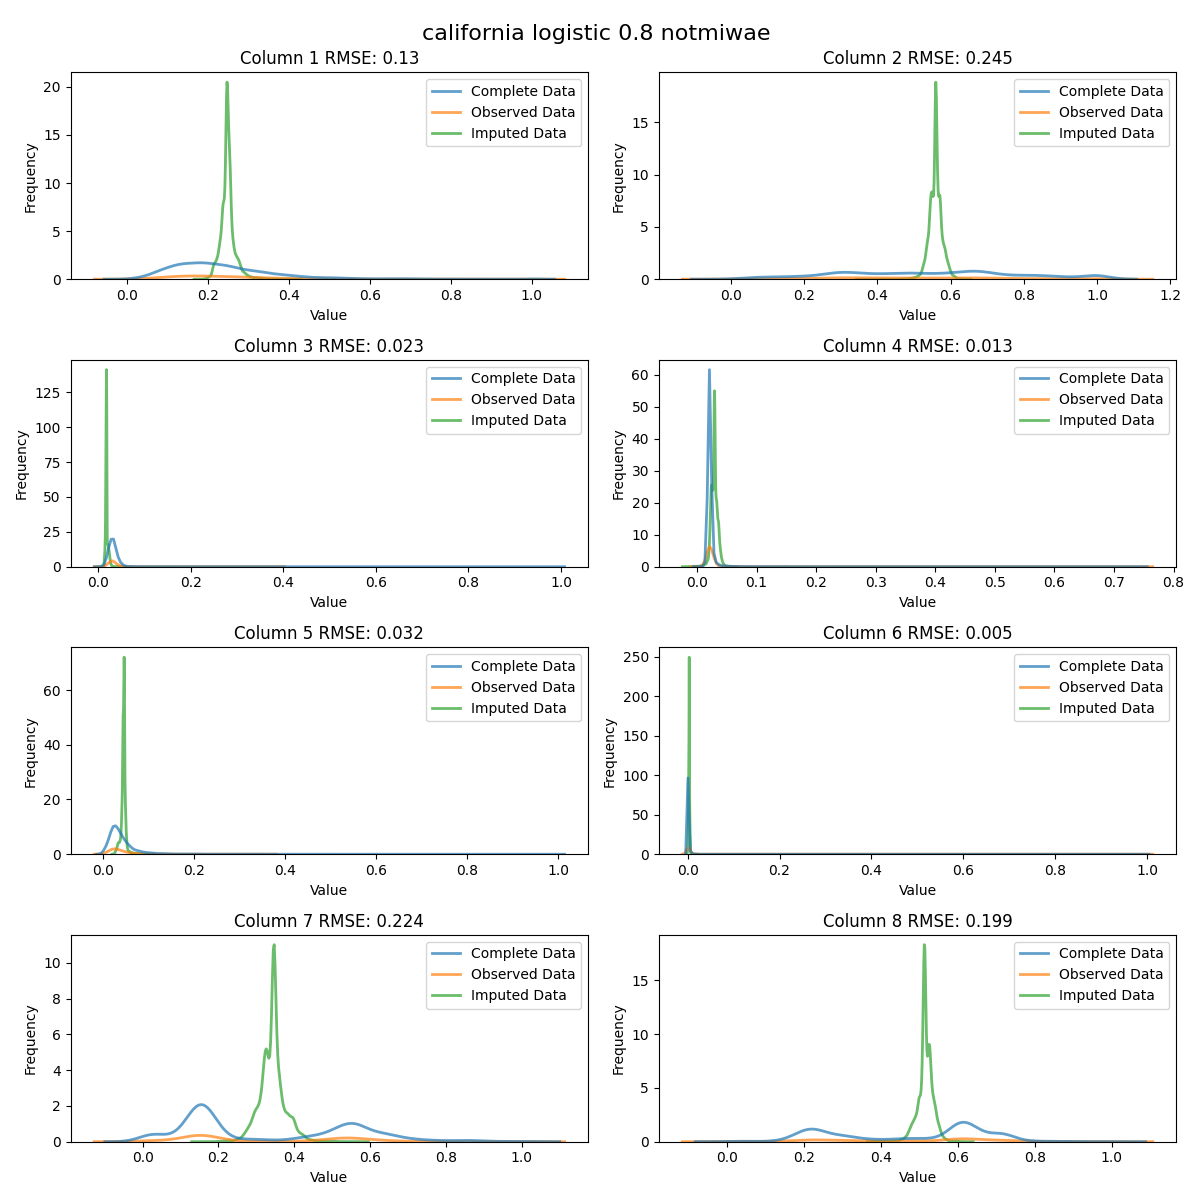 california logistic 0.8 notmiwae
Column 1 RMSE: 0.13
Frequency
20
15
10
5
0
0.0 0.2 0.4 0.6 0.8 1.0
Value
Complete Data
Observed Data
Imputed Data
Column 2 RMSE: 0.245
Frequency
15
10
5
0
0.0 0.2 0.4 0.6 0.8 1.0 1.2
Value
Complete Data
Observed Data
Imputed Data
Column 3 RMSE: 0.023
Frequency
125
100
75
50
25
0
0.0 0.2 0.4 0.6 0.8 1.0
Value
Complete Data
Observed Data
Imputed Data
Column 4 RMSE: 0.013
Frequency
60
50
40
30
20
10
0
0.0 0.1 0.2 0.3 0.4 0.5 0.6 0.7 0.8
Value
Complete Data
Observed Data
Imputed Data
Column 5 RMSE: 0.032
Frequency
60
40
20
0
0.0 0.2 0.4 0.6 0.8 1.0
Value
Complete Data
Observed Data
Imputed Data
Column 6 RMSE: 0.005
Frequency
250
200
150
100
50
0
0.0 0.2 0.4 0.6 0.8 1.0
Value
Complete Data
Observed Data
Imputed Data
Column 7 RMSE: 0.224
Frequency
10
8
6
4
2
0
0.0 0.2 0.4 0.6 0.8 1.0
Value
Complete Data
Observed Data
Imputed Data
Column 8 RMSE: 0.199
Frequency
15
10
5
0
0.0 0.2 0.4 0.6 0.8 1.0
Value
Complete Data
Observed Data
Imputed Data